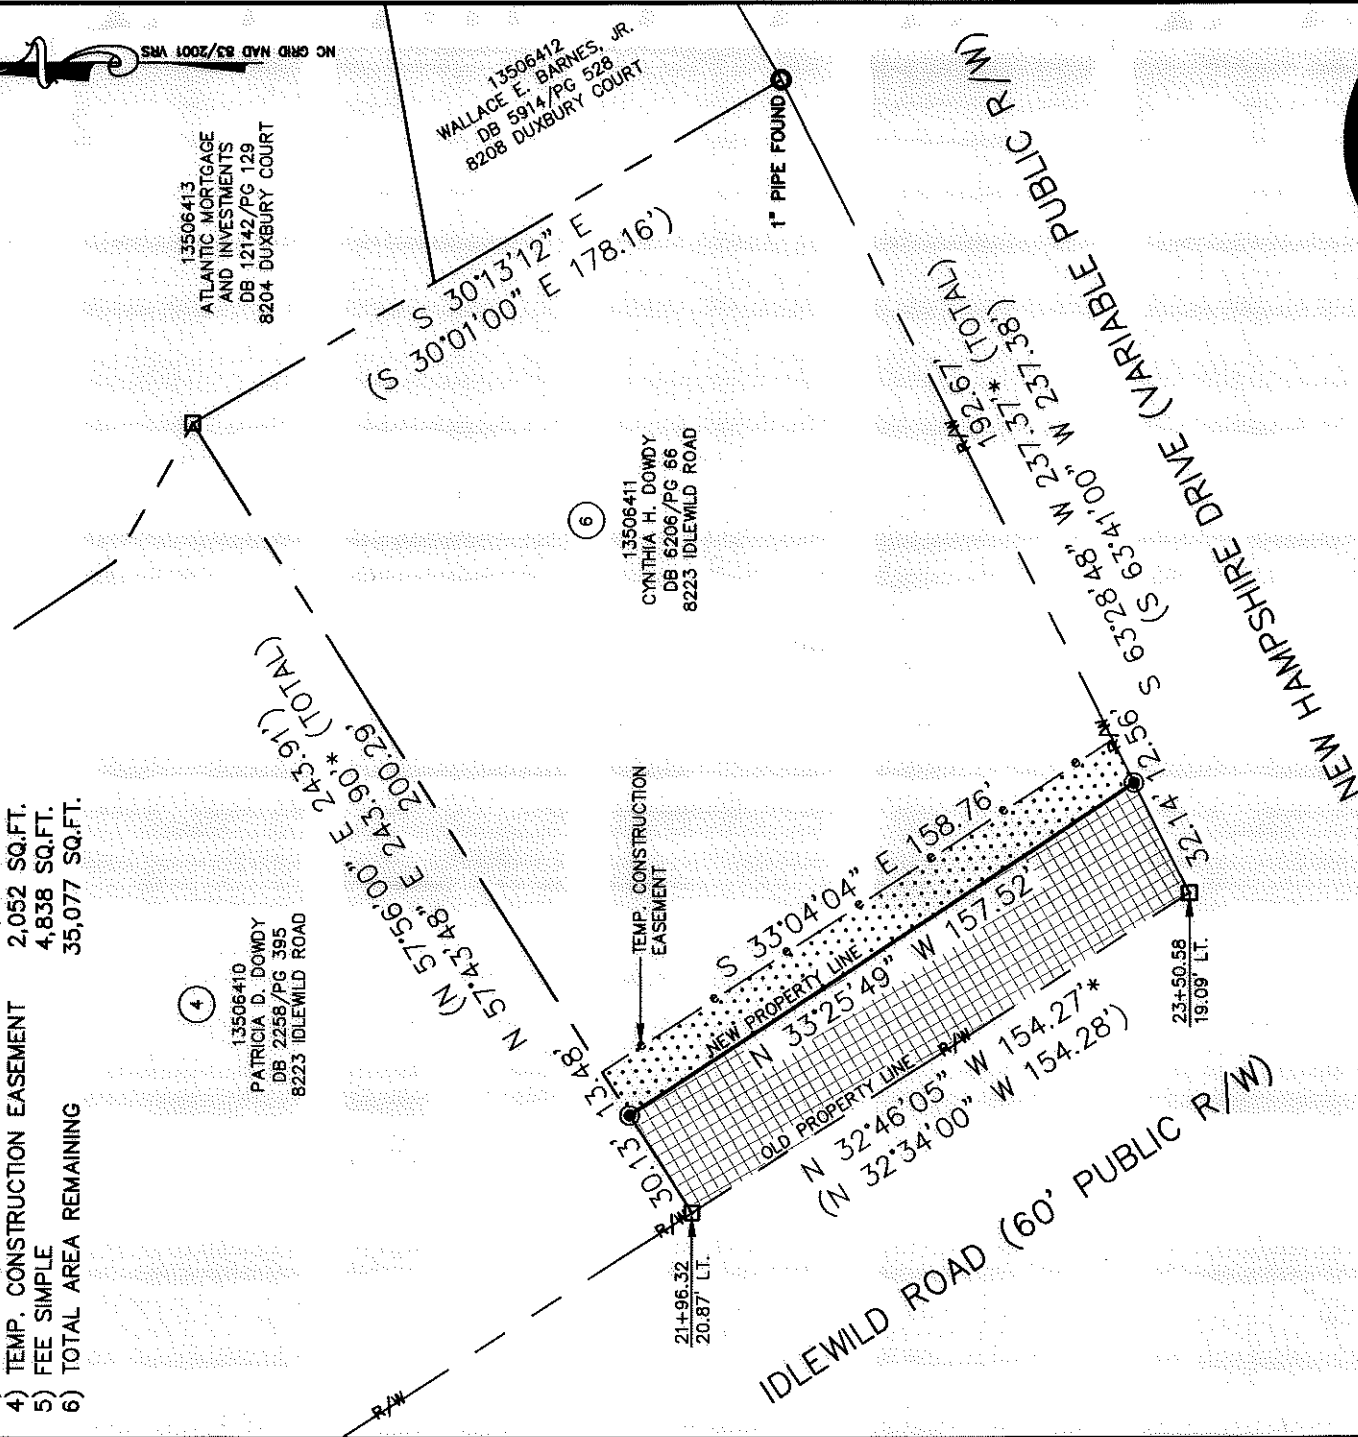 4) TEMP. CONSTRUCTION EASEMENT 2,052 SQ.FT.
5) FEE SIMPLE 4,838 SQ.FT.
6) TOTAL AREA REMAINING 35,077 SQ.FT.
NC GRID NAD 83/2001 VRS
13506413
ATLANTIC MORTGAGE
AND INVESTMENTS
DB 12142/PG 129
8204 DUXBURY COURT
13506412
WALLACE E. BARNES, JR.
DB 5914/PG 528
8208 DUXBURY COURT
1" PIPE FOUND
S 30°13'12" E
(S 30°01'00" E 178.16')
6
13506411
CYNTHIA H. DOWDY
DB 6206/PG 66
8223 IDLEWILD ROAD
4
13506410
PATRICIA D. DOWDY
DB 2258/PG 395
8223 IDLEWILD ROAD
(N 57°56'00" E 243.91')
N 57°43'48" E 243.90'* (TOTAL)
200.29'
13.48'
30.13'
TEMP. CONSTRUCTION
EASEMENT
S 33°04'04" E 158.76'
NEW PROPERTY LINE
N 33°25'49" W 157.52'
OLD PROPERTY LINE
R/W
N 32°46'05" W 154.27'*
(N 32°34'00" W 154.28')
R/W
192.67' (TOTAL)
S 63°28'48" W 237.37'* (TOTAL)
(S 63°41'00" W 237.38')
R/W
12.56'
32.14'
R/W
R/W
21+96.32
20.87' LT.
23+50.58
19.09' LT.
IDLEWILD ROAD (60' PUBLIC R/W)
NEW HAMPSHIRE DRIVE (VARIABLE PUBLIC R/W)